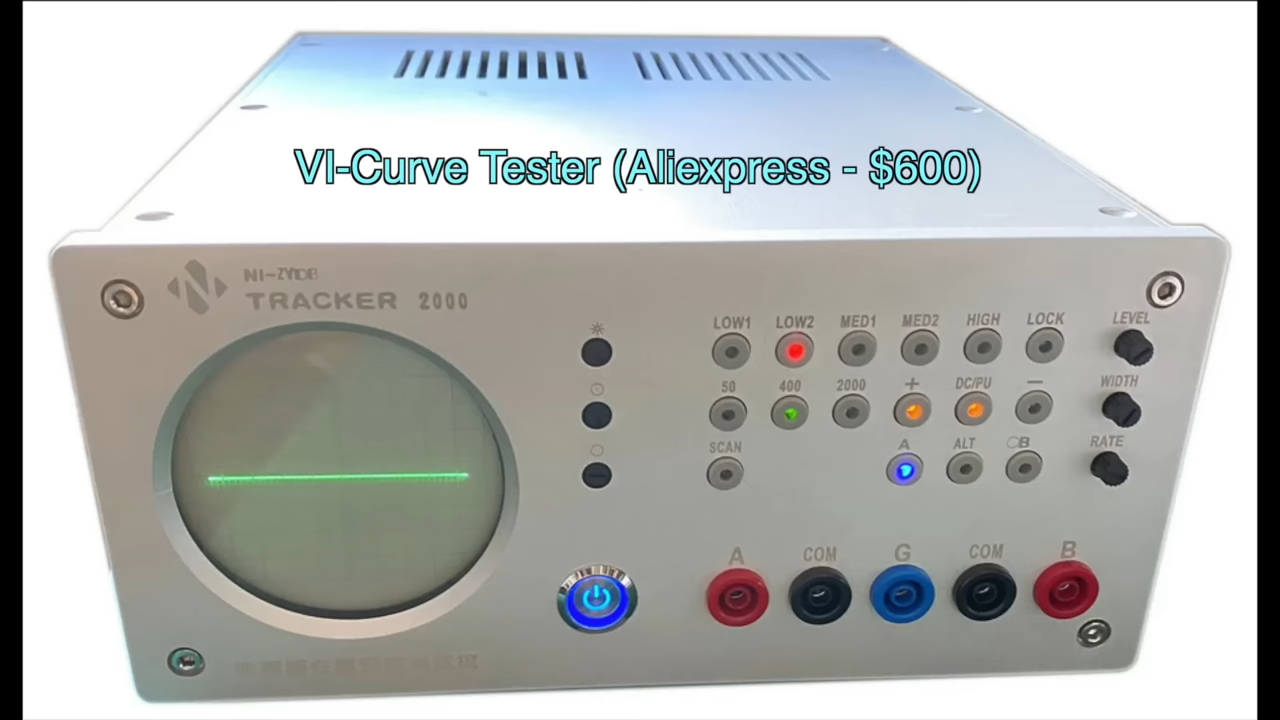 VI-Curve Tester (Aliexpress - $600)
TRACKER 2000
LOW1 LOW2 MED1 MED2 HIGH LOCK LEVEL
50 400 2000 + DC/PU − WIDTH
SCAN A ALT B RATE
A COM G COM B